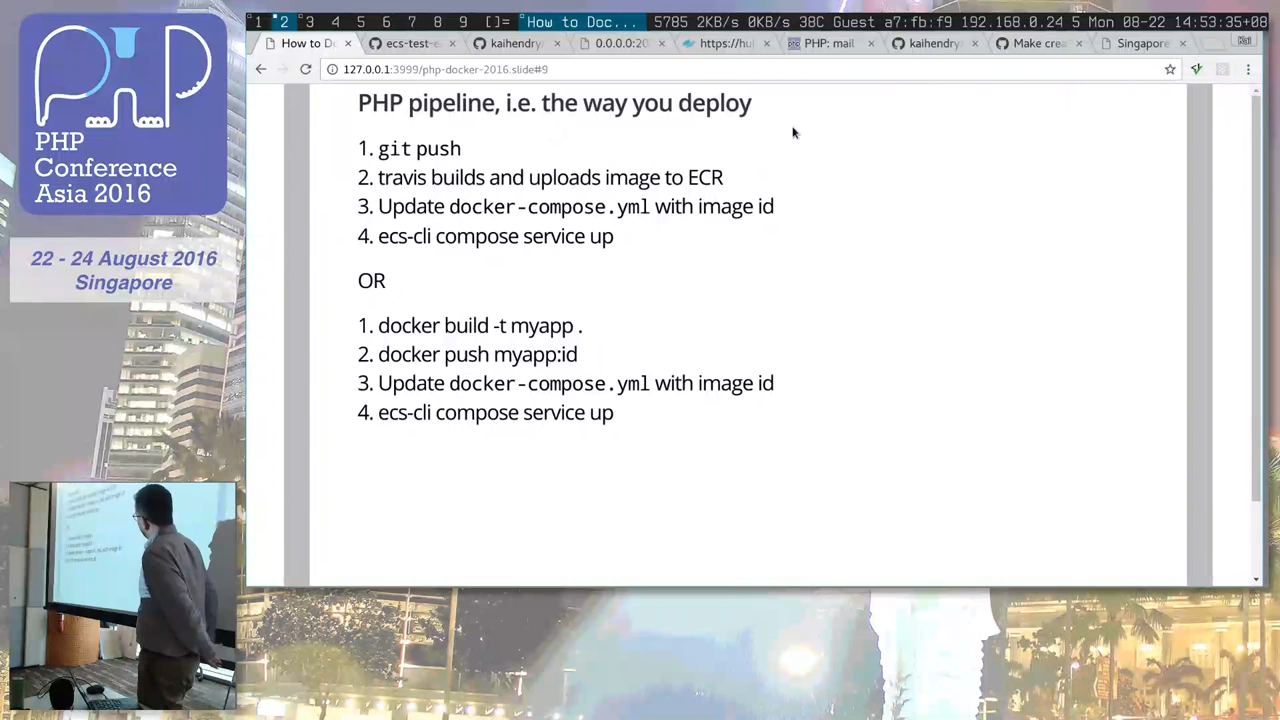 1 2 3 4 5 6 7 8 9 []= How to Doc... 5785 2KB/s 0KB/s 38C Guest a7:fb:f9 192.168.0.24 5 Mon 08-22 14:53:35+08
How to De × ecs-test-e × kaihendry × 0.0.0.0:20 × https://hu × PHP: mail × kaihendry × Make crea × Singapore ×
127.0.0.1:3999/php-docker-2016.slide#9
PHP
Conference
Asia 2016
22 - 24 August 2016
Singapore
PHP pipeline, i.e. the way you deploy
1. git push
2. travis builds and uploads image to ECR
3. Update docker-compose.yml with image id
4. ecs-cli compose service up
OR
1. docker build -t myapp .
2. docker push myapp:id
3. Update docker-compose.yml with image id
4. ecs-cli compose service up